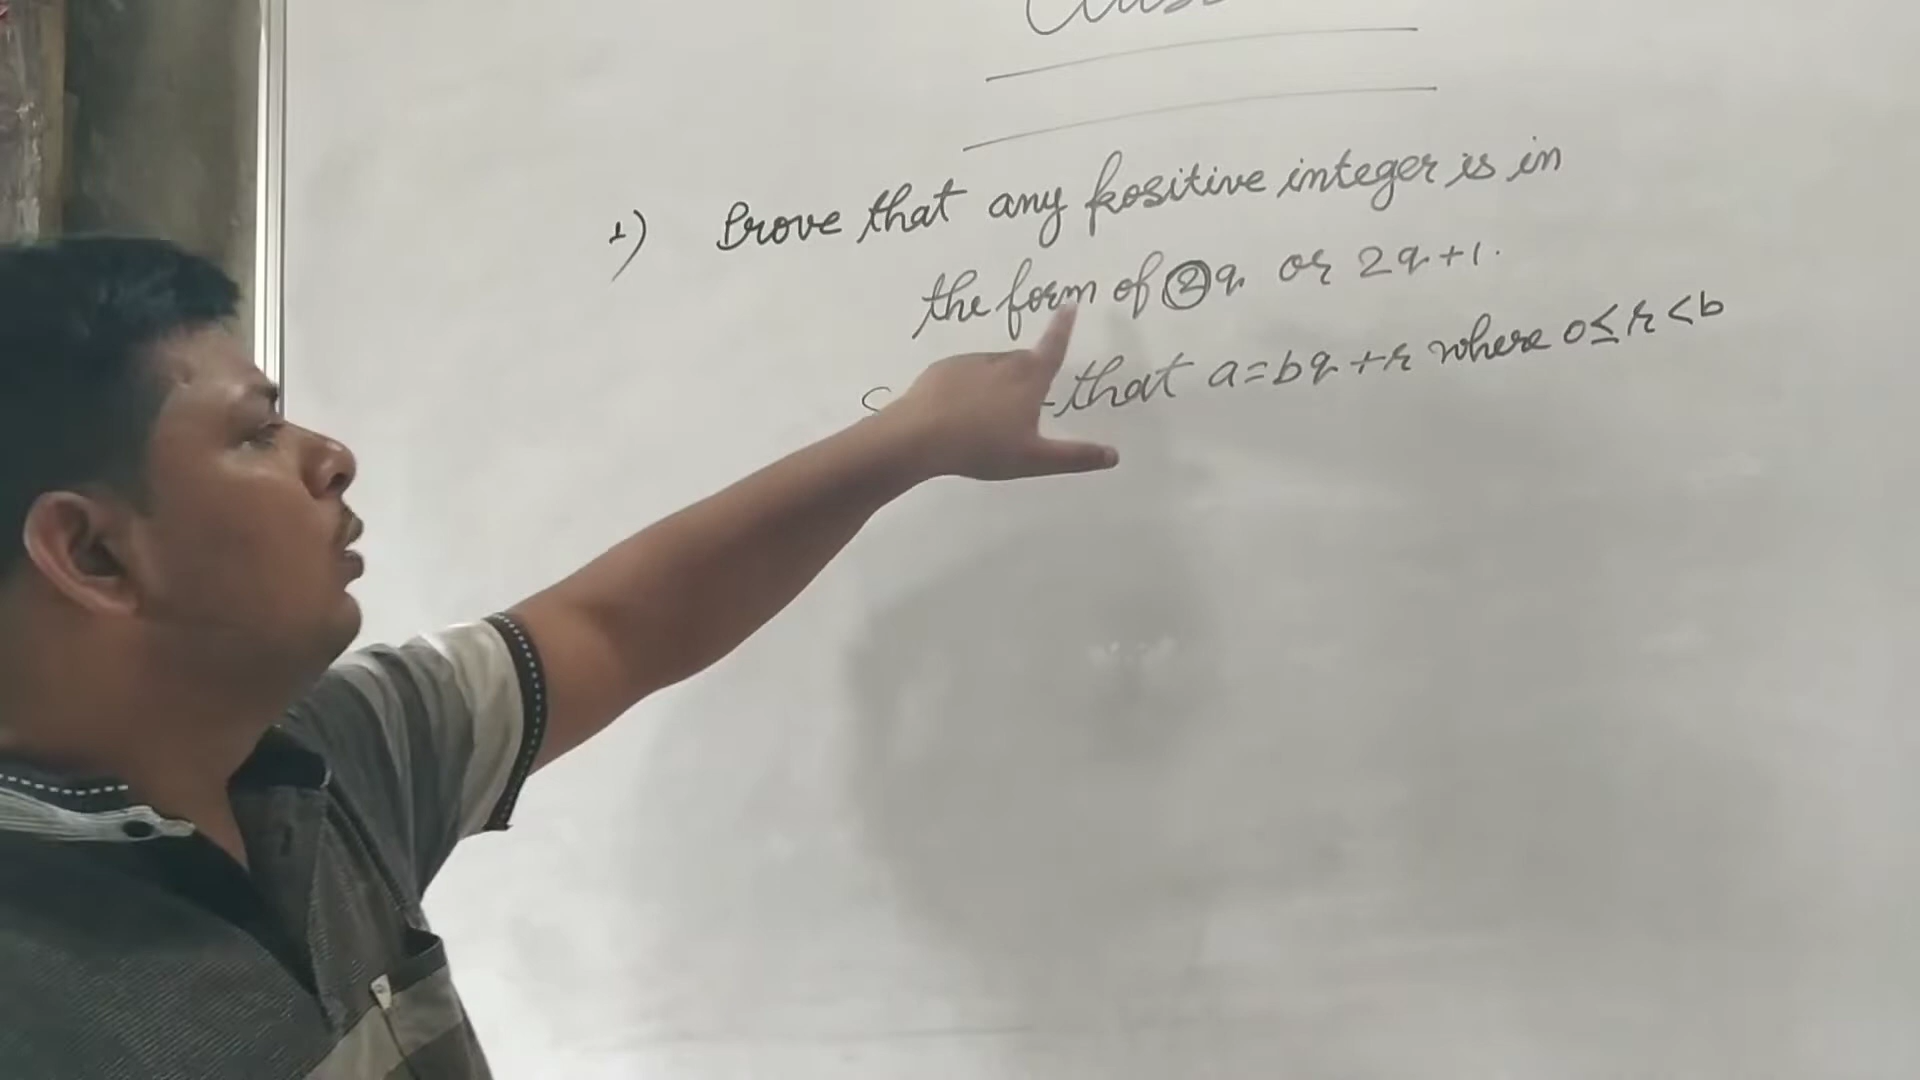 1) Prove that any positive integer is in
the form of 2q or 2q+1.
that a=bq+r where 0≤r<b